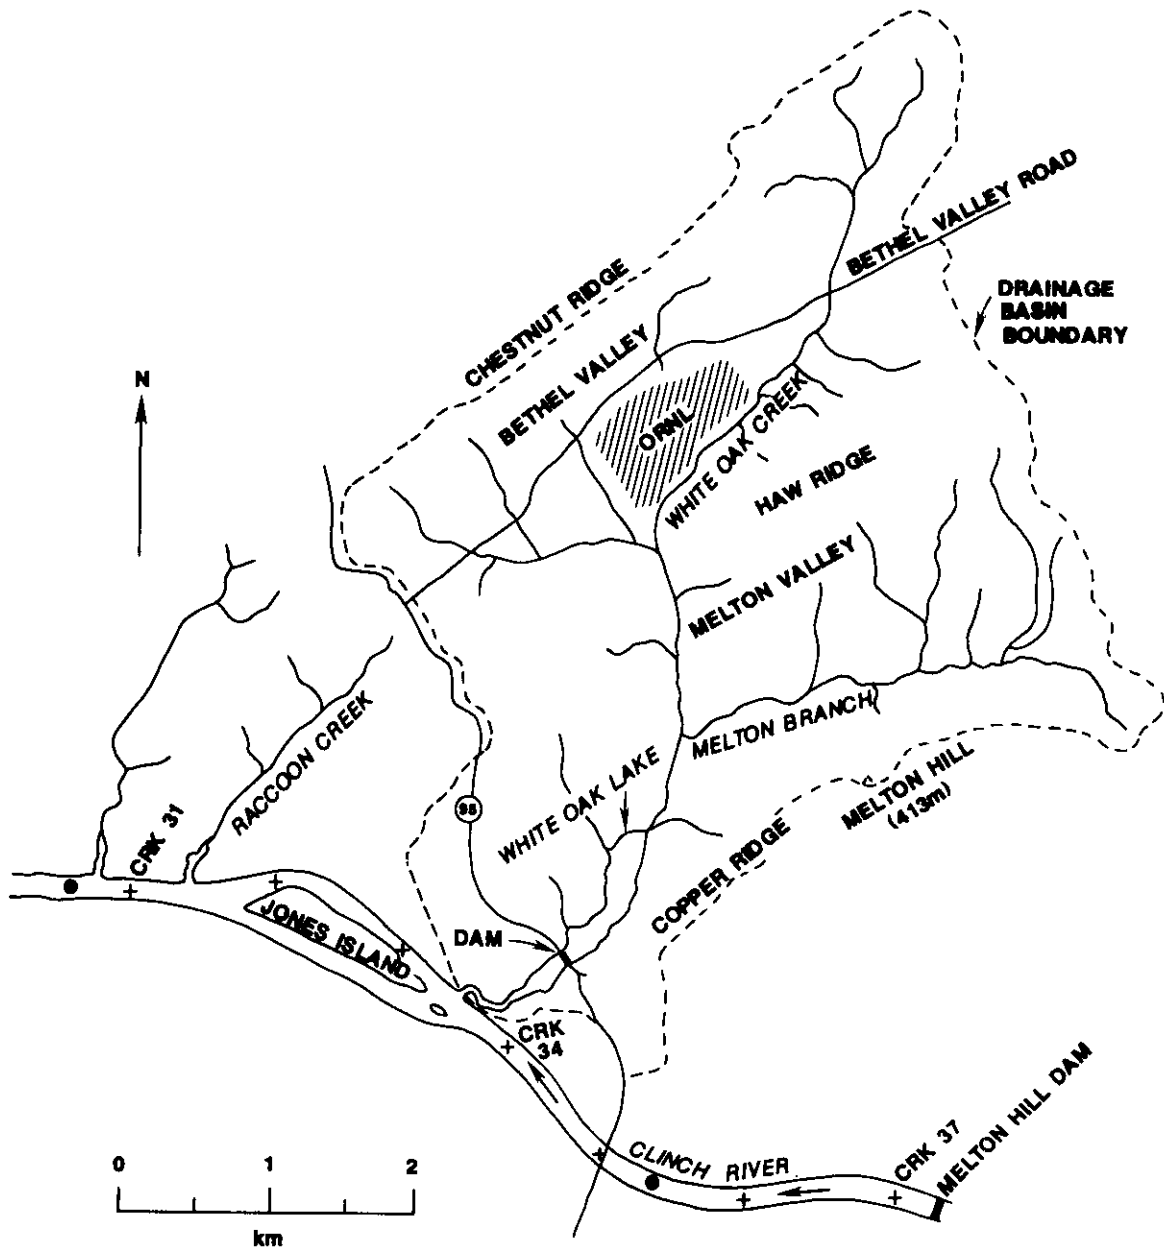 BETHEL VALLEY ROAD
CHESTNUT RIDGE
DRAINAGE
BASIN
BOUNDARY
BETHEL VALLEY
N
ORNL
WHITE OAK CREEK
HAW RIDGE
MELTON VALLEY
MELTON BRANCH
RACCOON CREEK
WHITE OAK LAKE
MELTON HILL
(413m)
95
CRK 31
COPPER RIDGE
JONES ISLAND
DAM
CRK
34
MELTON HILL DAM
CRK 37
CLINCH RIVER
0 1 2
km